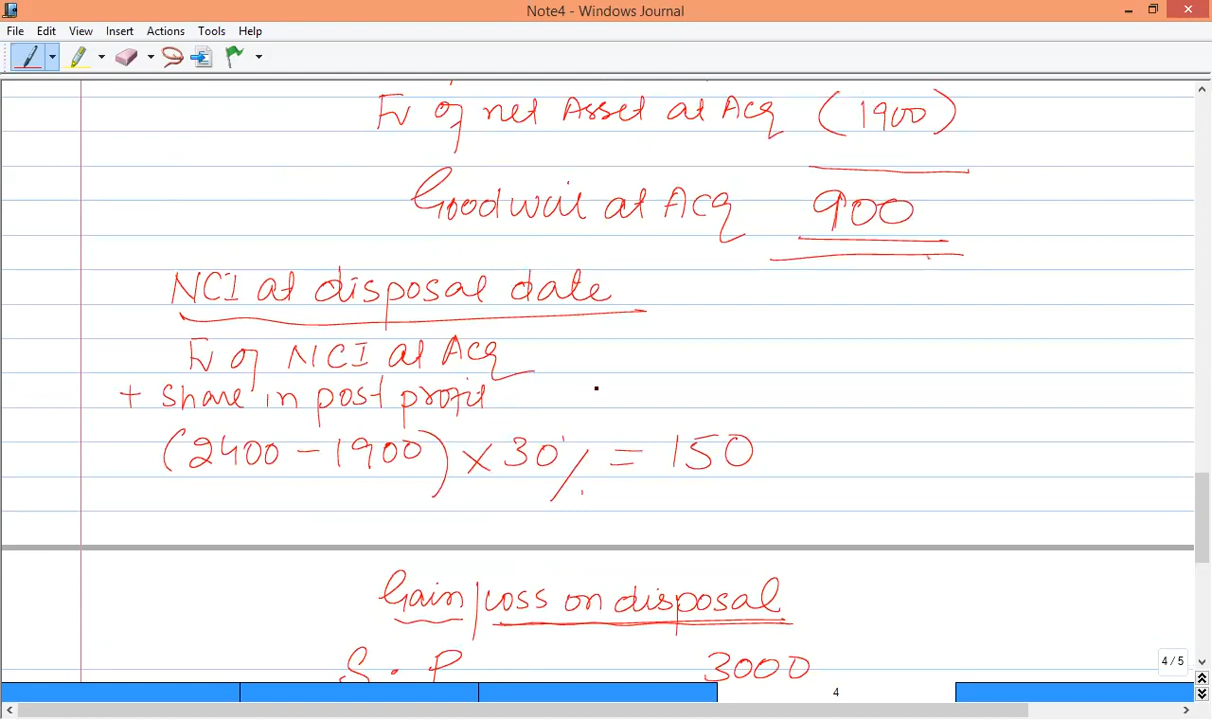 Note4 - Windows Journal
File Edit View Insert Actions Tools Help
Fv of net Asset at Acq (1900)
Goodwill at Acq 900
NCI at disposal date
Fv of NCI at Acq
+ Share in post profit
(2400 - 1900) × 30% = 150
Gain/Loss on disposal
S.P 3000
4 / 5
4